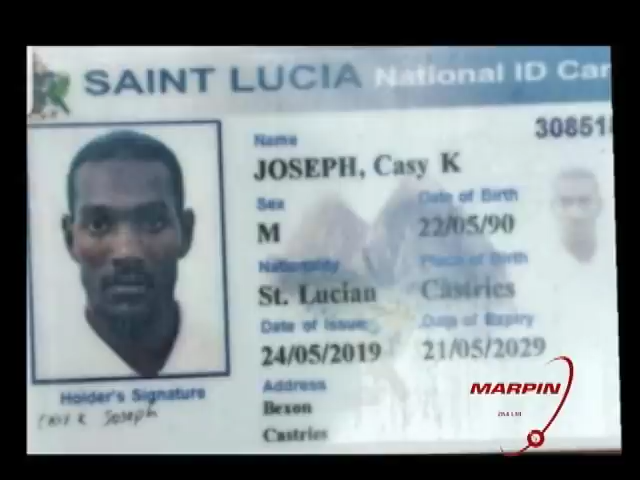 SAINT LUCIA National ID Car
30851
Name
JOSEPH, Casy K
Sex
Date of Birth
M
22/05/90
Nationality
Place of Birth
St. Lucian
Castries
Date of Issue
Date of Expiry
24/05/2019
21/05/2029
Holder's Signature
Address
Casy K Joseph
Bexon
Castries
MARPIN